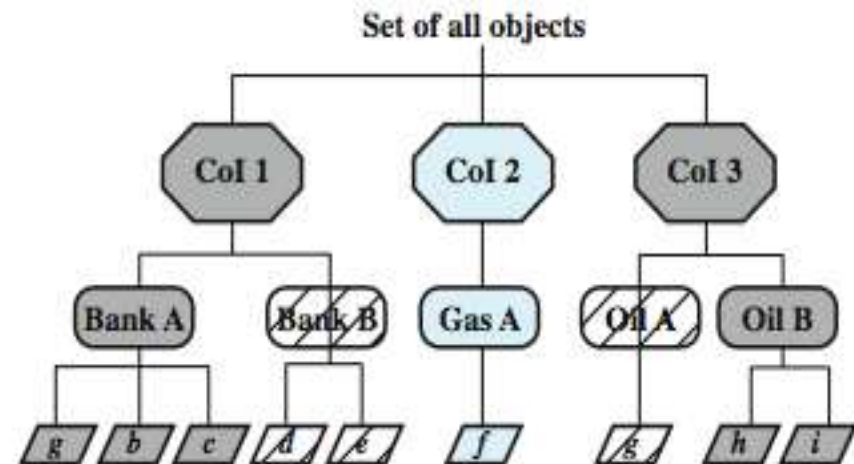 Set of all objects
CoI 1 CoI 2 CoI 3
Bank A Bank B Gas A Oil A Oil B
g b c d e f g h i